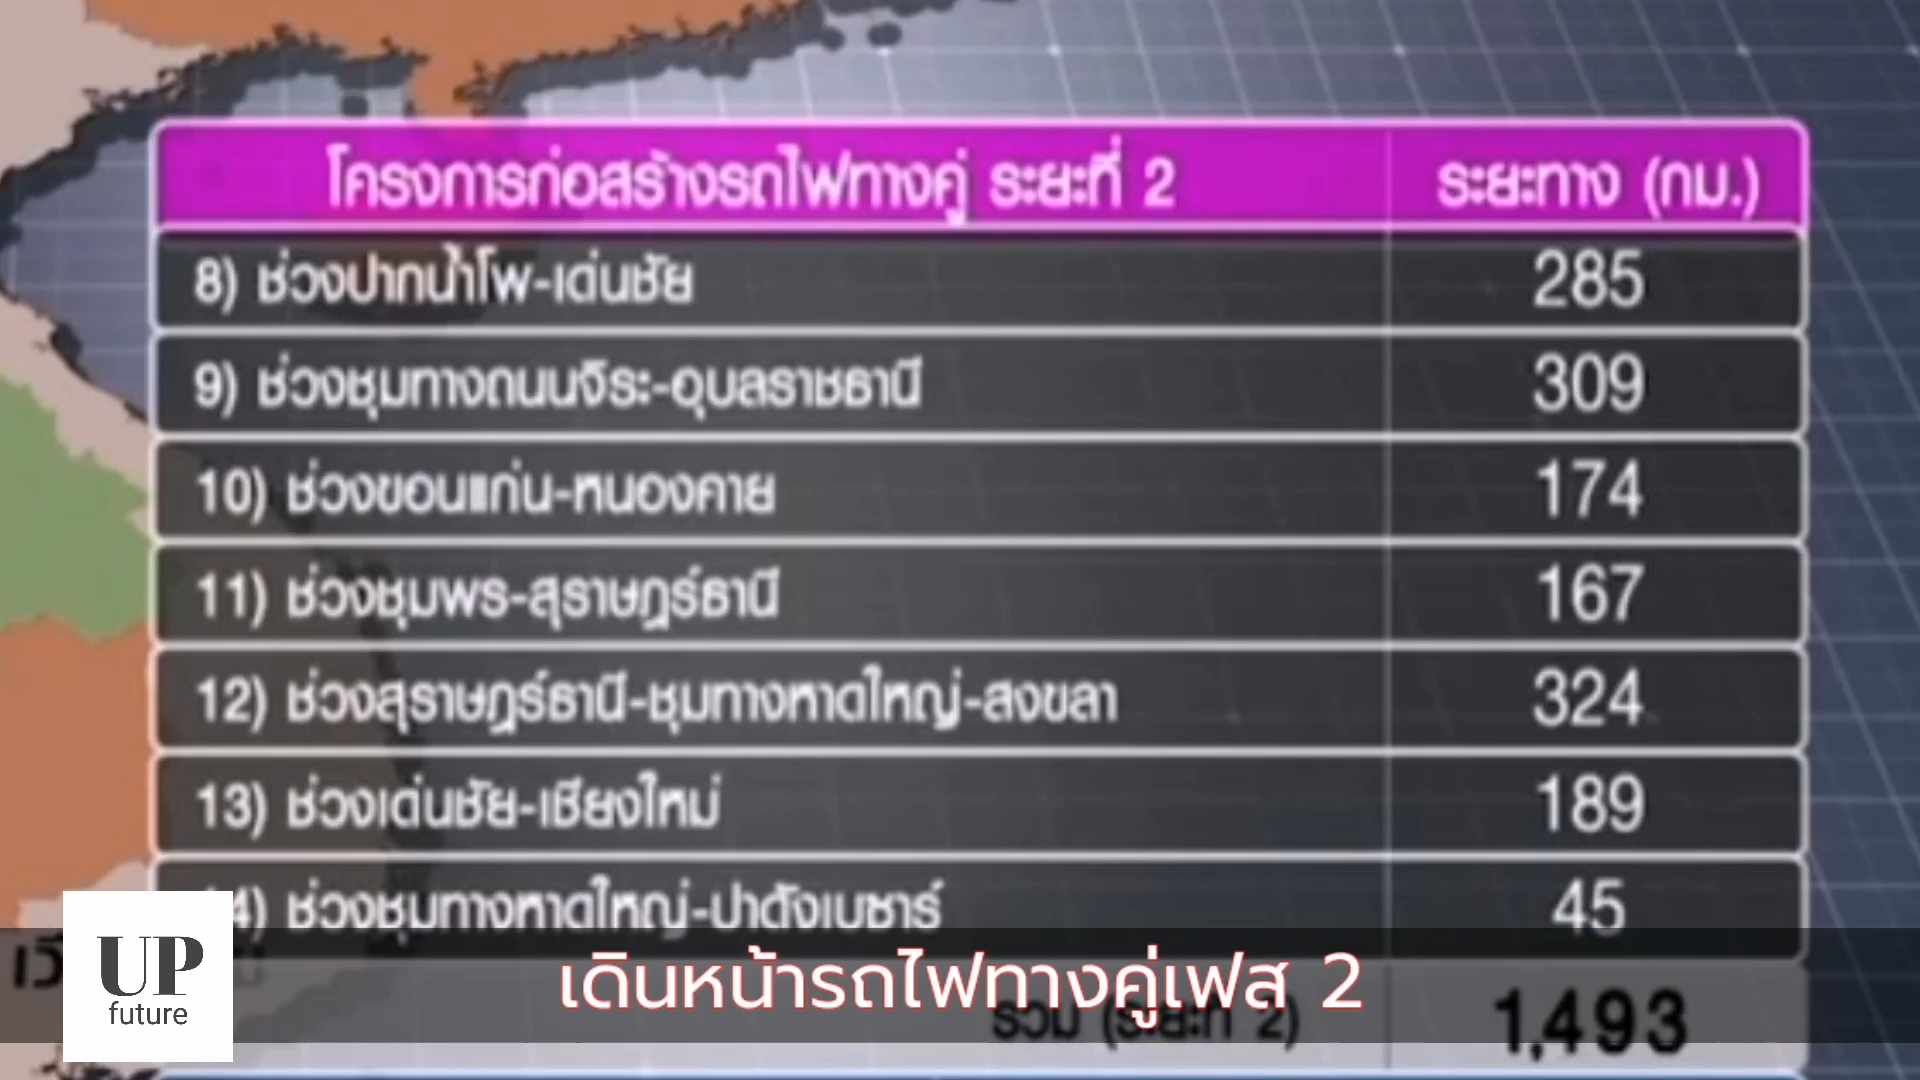 โครงการก่อสร้างรถไฟทางคู่ ระยะที่ 2 ระยะทาง (กม.)
8) ช่วงปากน้ำโพ-เด่นชัย 285
9) ช่วงชุมทางถนนจิระ-อุบลราชธานี 309
10) ช่วงขอนแก่น-หนองคาย 174
11) ช่วงชุมพร-สุราษฎร์ธานี 167
12) ช่วงสุราษฎร์ธานี-ชุมทางหาดใหญ่-สงขลา 324
13) ช่วงเด่นชัย-เชียงใหม่ 189
4) ช่วงชุมทางหาดใหญ่-ปาดังเบซาร์ 45
เดินหน้ารถไฟทางคู่เฟส 2
รวม (ระยะที่ 2) 1,493
UP
future